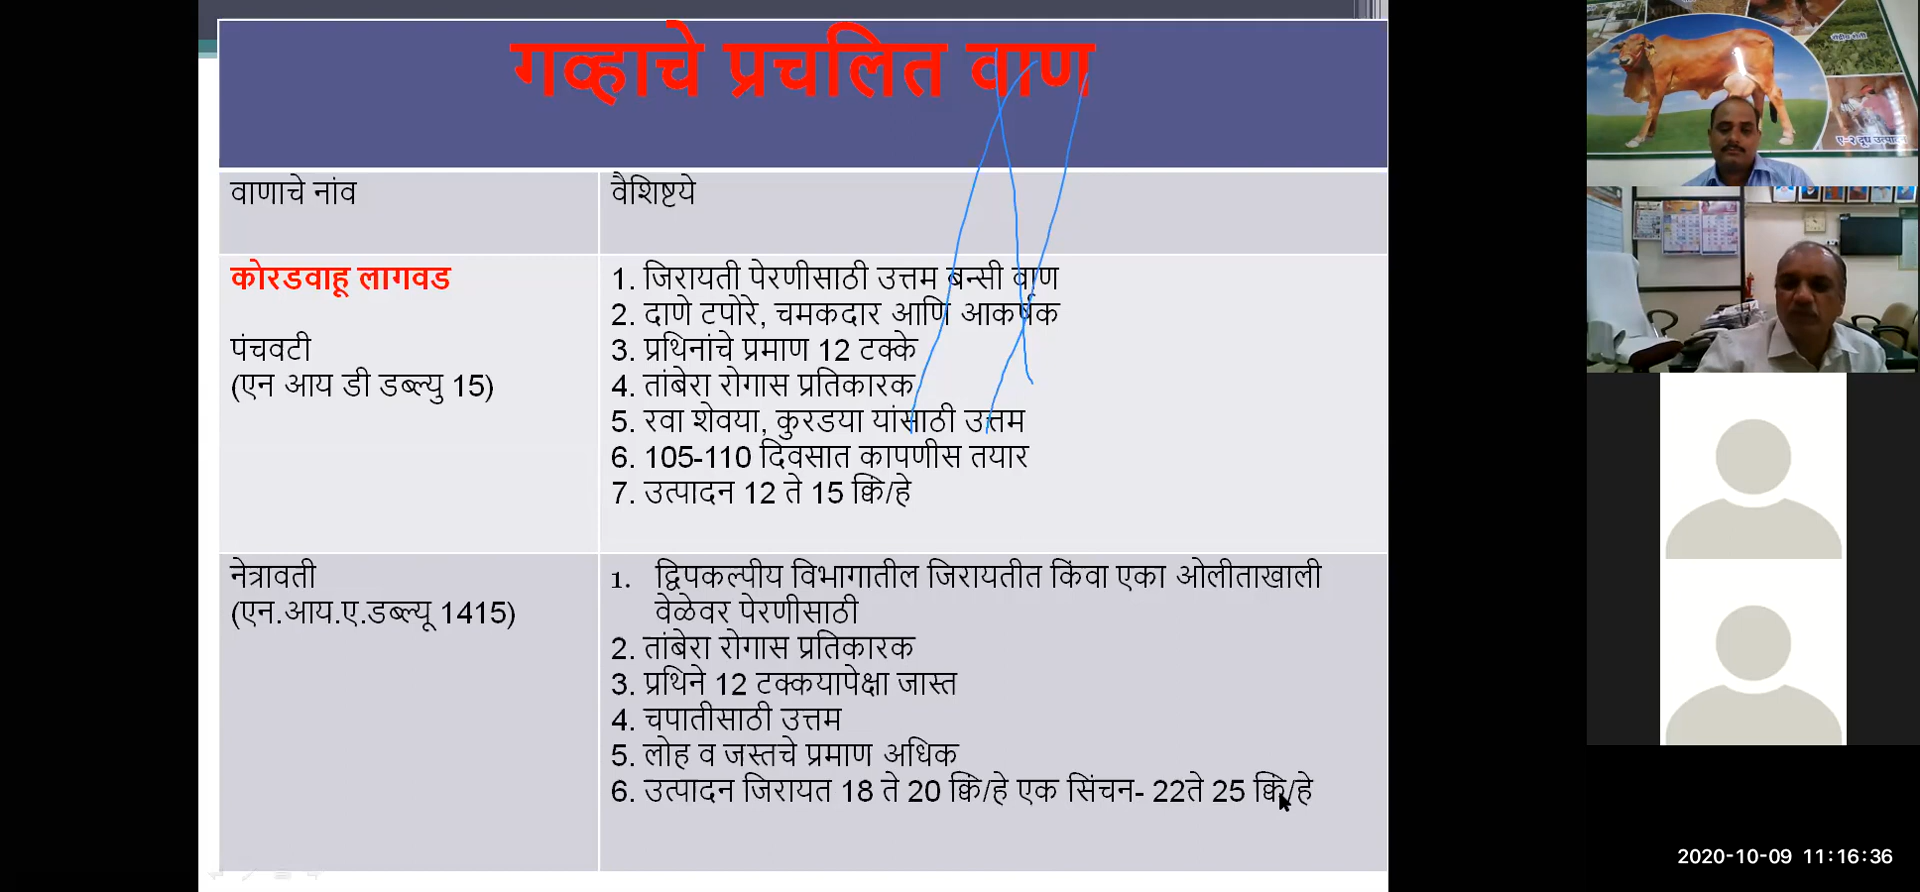 गव्हाचे प्रचलित वाण
वाणाचे नांव
वैशिष्टये
कोरडवाहू लागवड
पंचवटी
(एन आय डी डब्ल्यु 15)
1. जिरायती पेरणीसाठी उत्तम बन्सी वाण
2. दाणे टपोरे, चमकदार आणि आकर्षक
3. प्रथिनांचे प्रमाण 12 टक्के
4. तांबेरा रोगास प्रतिकारक
5. रवा शेवया, कुरडया यांसाठी उत्तम
6. 105-110 दिवसात कापणीस तयार
7. उत्पादन 12 ते 15 क्विं/हे
नेत्रावती
(एन.आय.ए.डब्ल्यू 1415)
1. द्विपकल्पीय विभागातील जिरायतीत किंवा एका ओलीताखाली
वेळेवर पेरणीसाठी
2. तांबेरा रोगास प्रतिकारक
3. प्रथिने 12 टक्कयापेक्षा जास्त
4. चपातीसाठी उत्तम
5. लोह व जस्तचे प्रमाण अधिक
6. उत्पादन जिरायत 18 ते 20 क्विं/हे एक सिंचन- 22ते 25 क्विं/हे
ए-२ दूध उत्पादन
2020-10-09 11:16:36